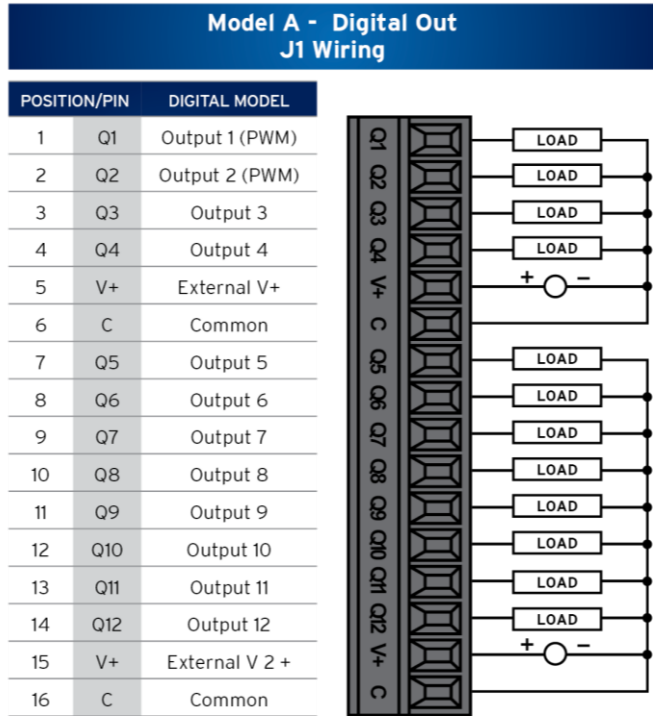 Model A - Digital Out
J1 Wiring
POSITION/PIN DIGITAL MODEL
1 Q1 Output 1 (PWM)
2 Q2 Output 2 (PWM)
3 Q3 Output 3
4 Q4 Output 4
5 V+ External V+
6 C Common
7 Q5 Output 5
8 Q6 Output 6
9 Q7 Output 7
10 Q8 Output 8
11 Q9 Output 9
12 Q10 Output 10
13 Q11 Output 11
14 Q12 Output 12
15 V+ External V 2 +
16 C Common
Q1 LOAD
Q2 LOAD
Q3 LOAD
Q4 LOAD
V+ + −
C
Q5 LOAD
Q6 LOAD
Q7 LOAD
Q8 LOAD
Q9 LOAD
Q10 LOAD
Q11 LOAD
Q12 LOAD
V+ + −
C